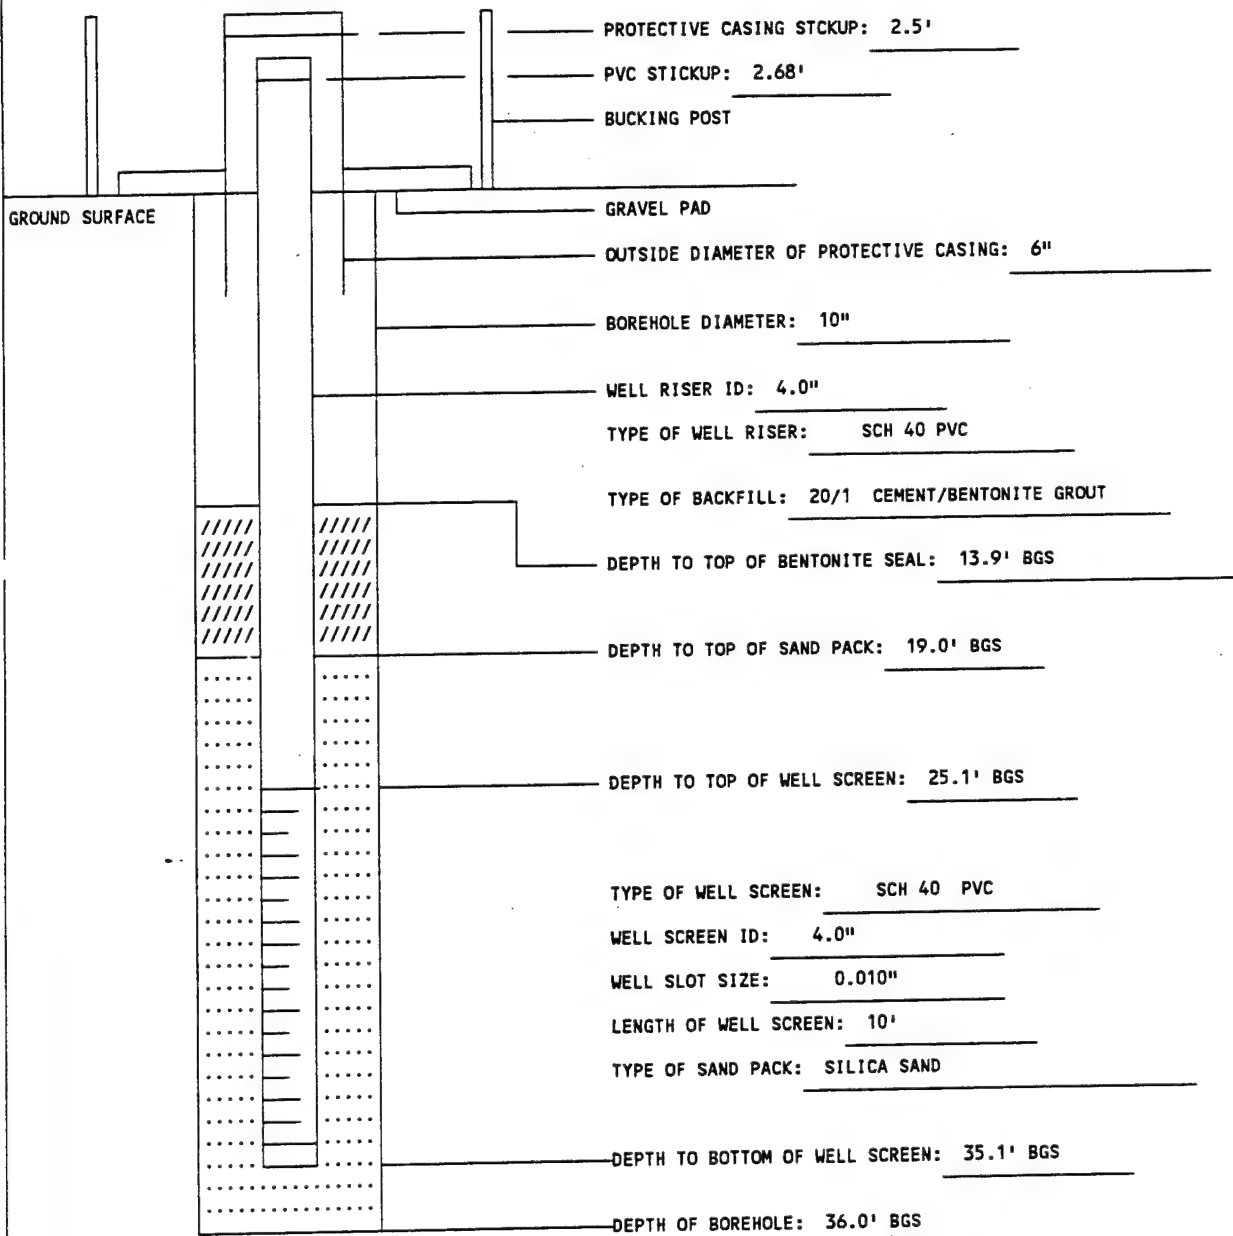 PROTECTIVE CASING STCKUP: 2.5'
PVC STICKUP: 2.68'
BUCKING POST
GROUND SURFACE
GRAVEL PAD
OUTSIDE DIAMETER OF PROTECTIVE CASING: 6"
BOREHOLE DIAMETER: 10"
WELL RISER ID: 4.0"
TYPE OF WELL RISER: SCH 40 PVC
TYPE OF BACKFILL: 20/1 CEMENT/BENTONITE GROUT
DEPTH TO TOP OF BENTONITE SEAL: 13.9' BGS
DEPTH TO TOP OF SAND PACK: 19.0' BGS
DEPTH TO TOP OF WELL SCREEN: 25.1' BGS
TYPE OF WELL SCREEN: SCH 40 PVC
WELL SCREEN ID: 4.0"
WELL SLOT SIZE: 0.010"
LENGTH OF WELL SCREEN: 10'
TYPE OF SAND PACK: SILICA SAND
DEPTH TO BOTTOM OF WELL SCREEN: 35.1' BGS
DEPTH OF BOREHOLE: 36.0' BGS